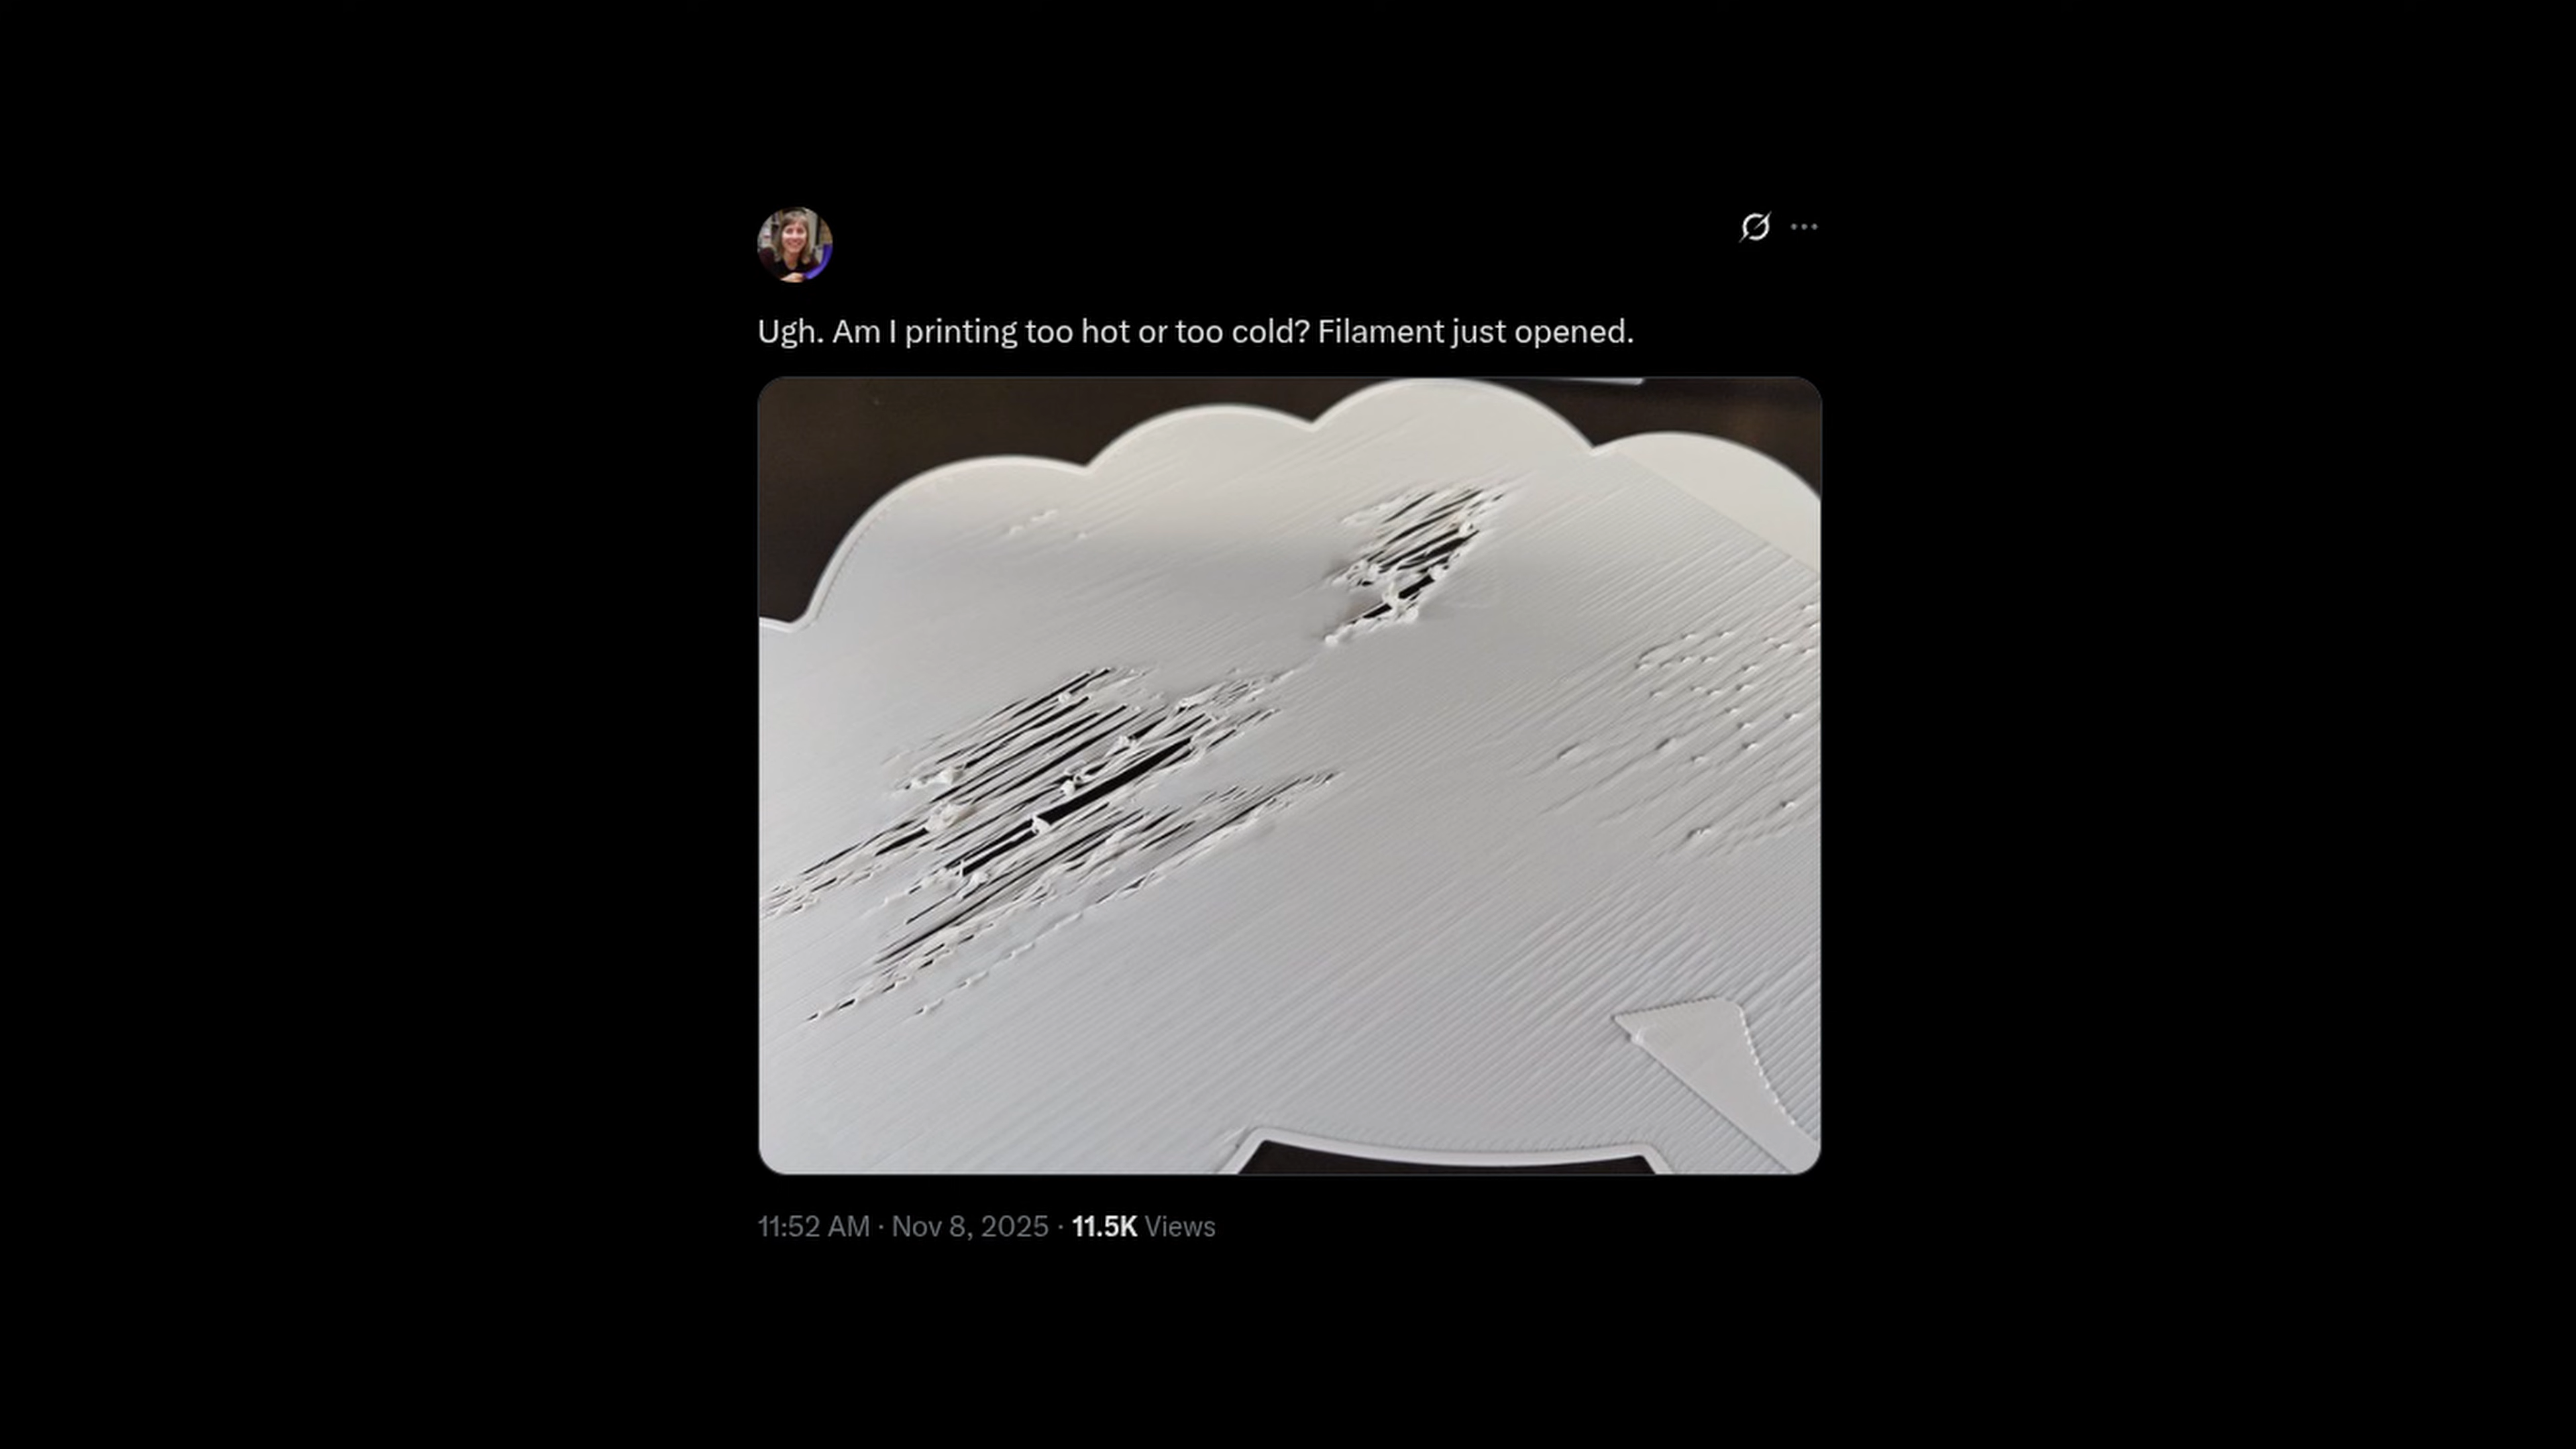 Ugh. Am I printing too hot or too cold? Filament just opened.
11:52 AM · Nov 8, 2025 · 11.5K Views